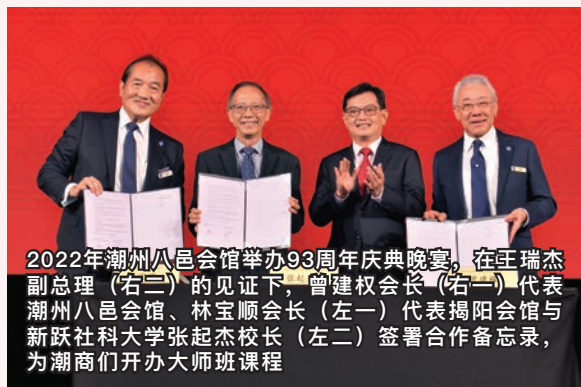 2022年潮州八邑会馆举办93周年庆典晚宴，在王瑞杰
副总理（右二）的见证下，曾建权会长（右一）代表
潮州八邑会馆、林宝顺会长（左一）代表揭阳会馆与
新跃社科大学张起杰校长（左二）签署合作备忘录，
为潮商们开办大师班课程